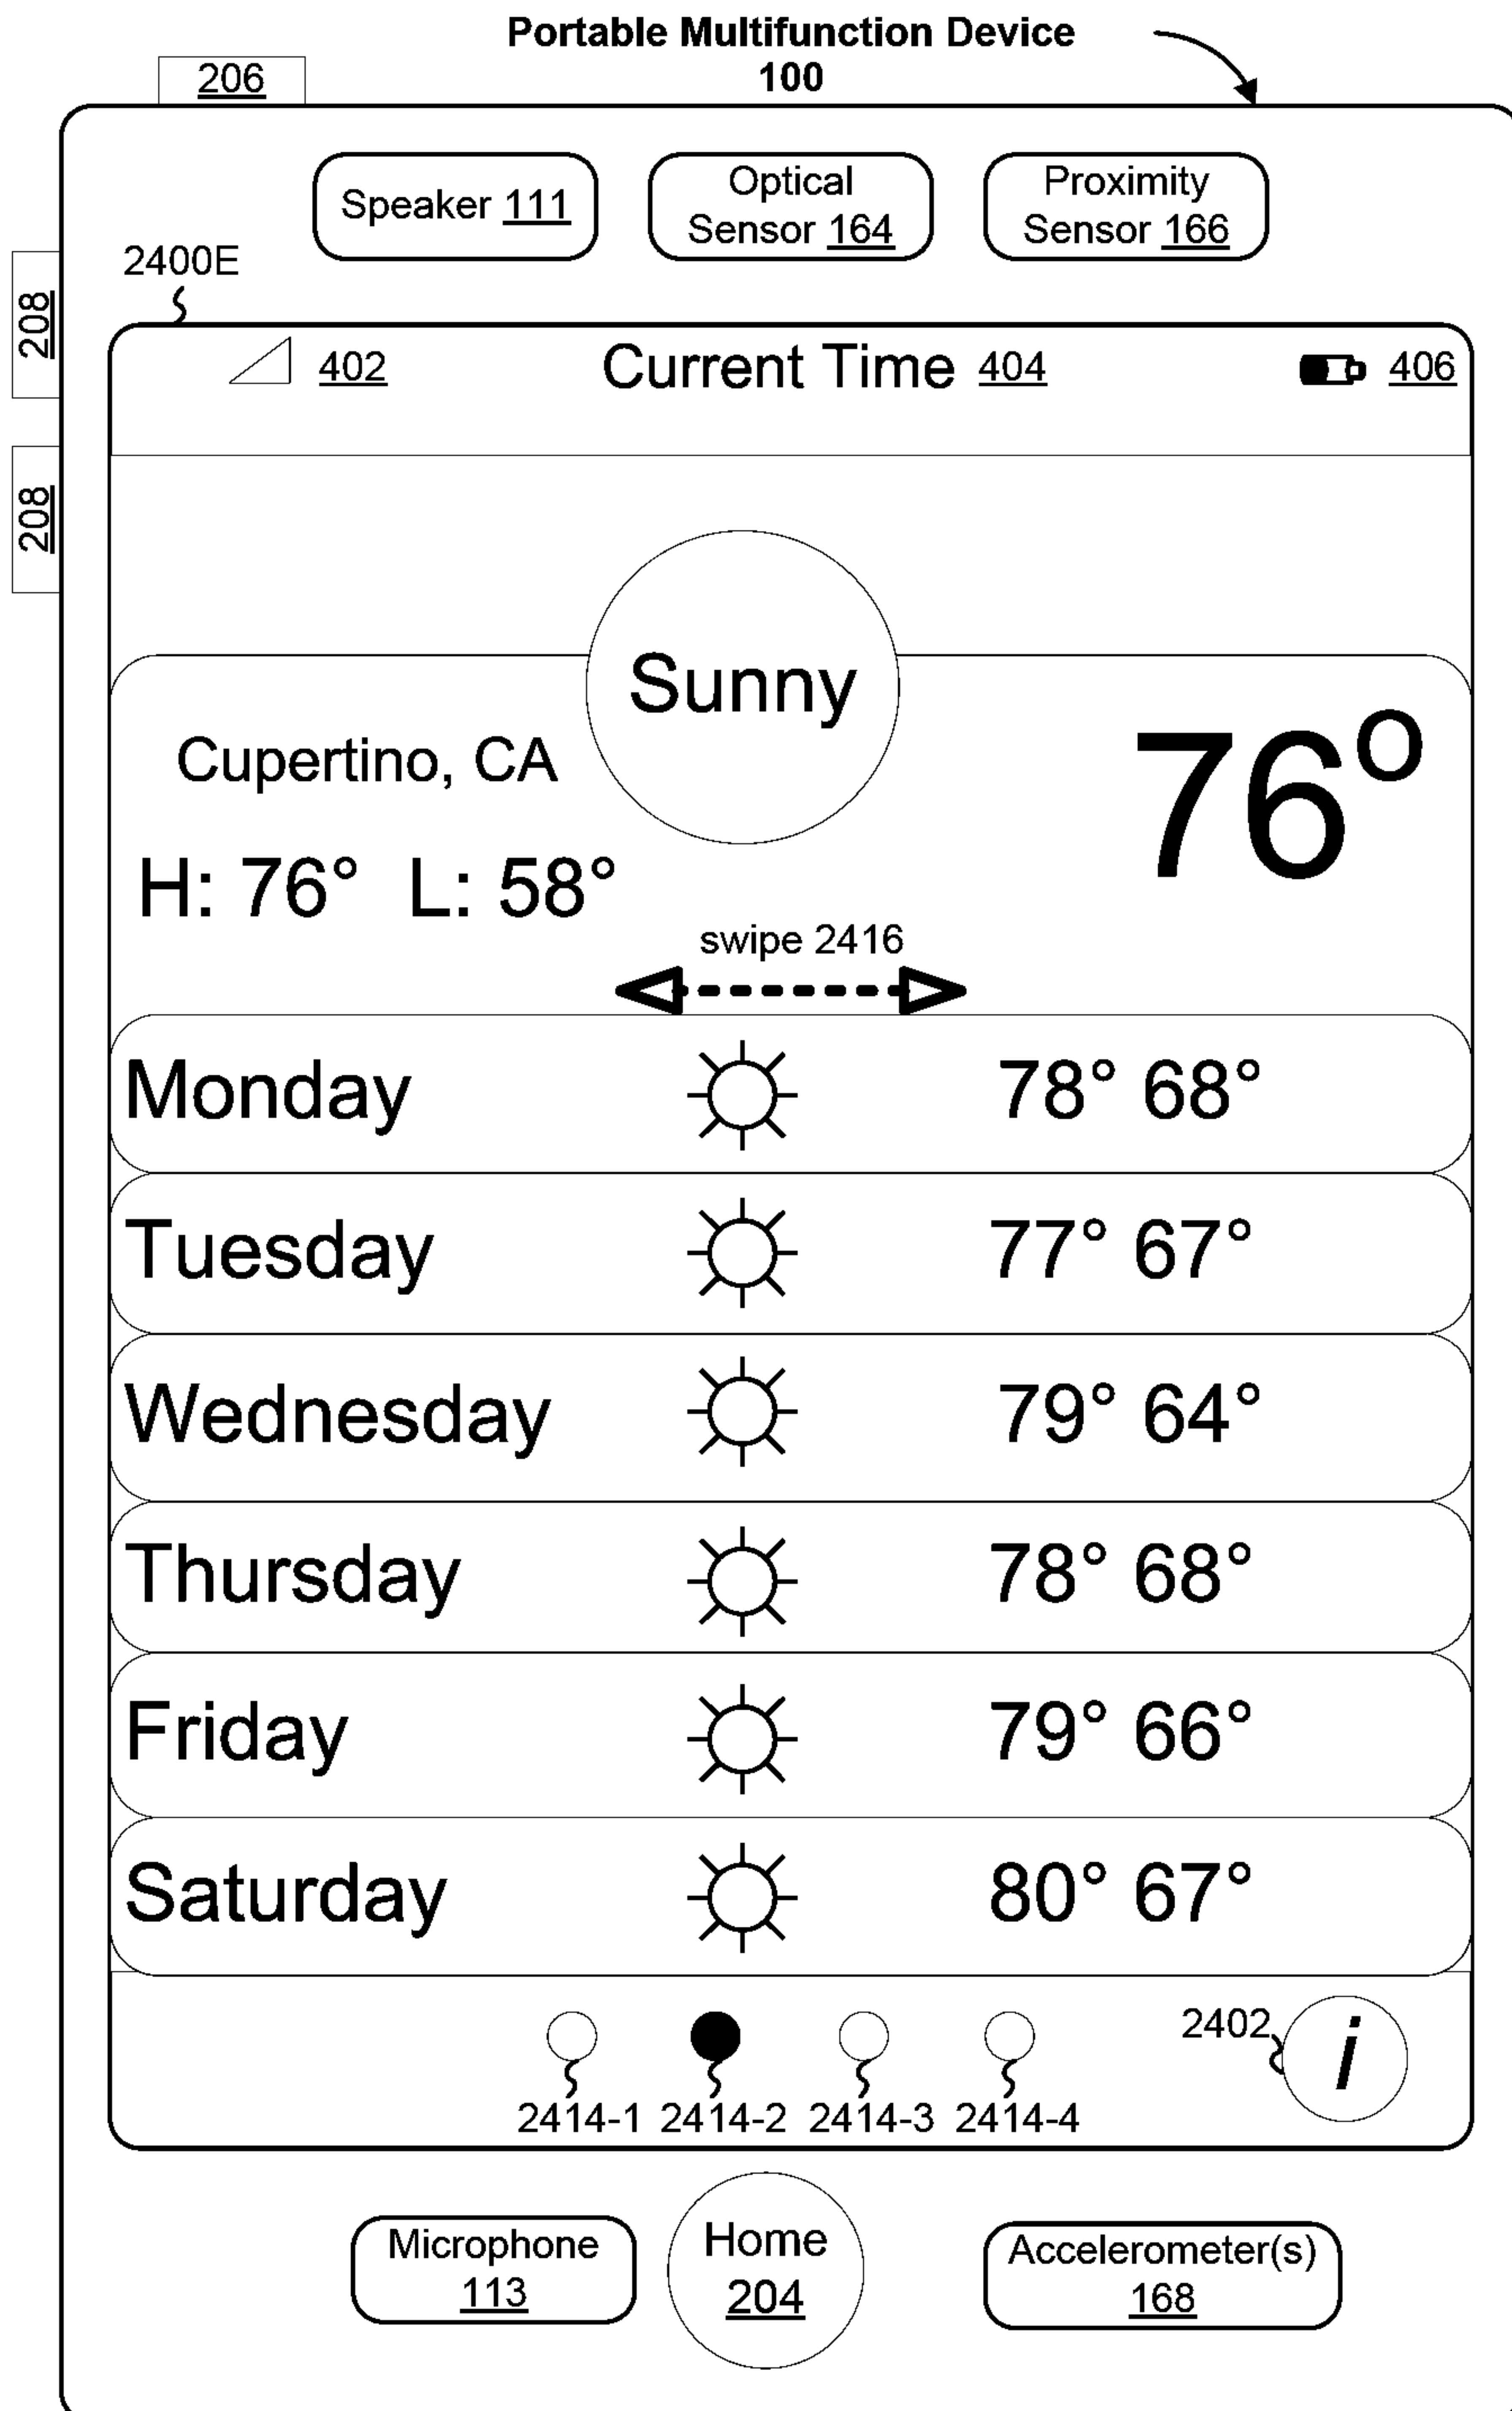 Portable Multifunction Device
100
206
Speaker 111
Optical
Sensor 164
Proximity
Sensor 166
2400E
208
208
402
Current Time 404
406
Sunny
Cupertino, CA
76°
H: 76° L: 58°
swipe 2416
Monday 78° 68°
Tuesday 77° 67°
Wednesday 79° 64°
Thursday 78° 68°
Friday 79° 66°
Saturday 80° 67°
2402
i
2414-1 2414-2 2414-3 2414-4
Microphone
113
Home
204
Accelerometer(s)
168